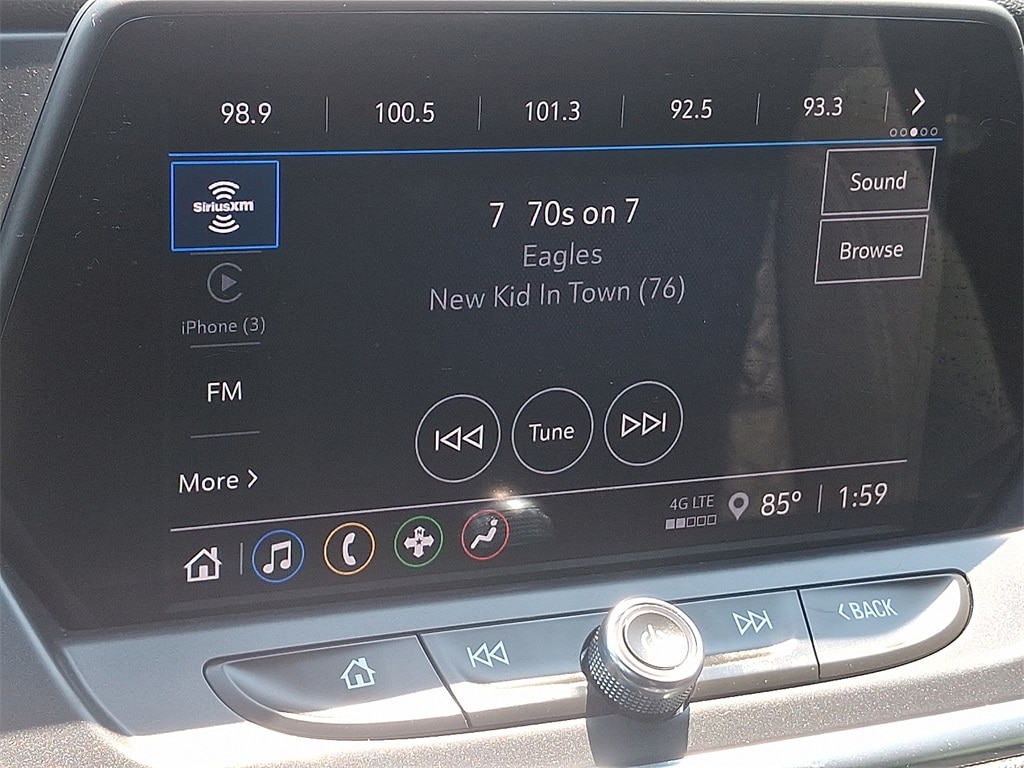 98.9 100.5 101.3 92.5 93.3
SiriusXM
7 70s on 7
Eagles
New Kid In Town (76)
Sound
Browse
iPhone (3)
FM
More
Tune
4G LTE 85° 1:59
BACK